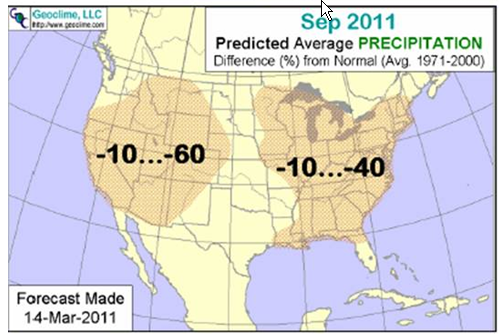 Geoclime, LLC
http://www.geoclime.com
Sep 2011
Predicted Average PRECIPITATION
Difference (%) from Normal (Avg. 1971-2000)
-10...-60
-10...-40
Forecast Made
14-Mar-2011